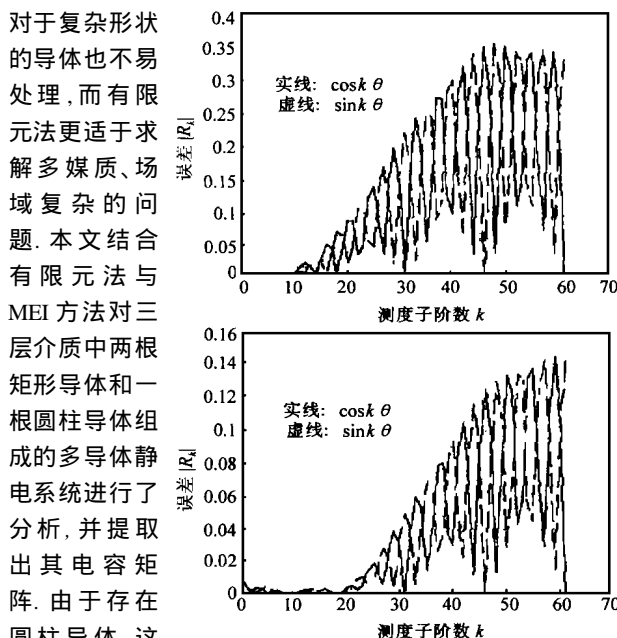 对于复杂形状
的导体也不易
处理,而有限
元法更适于求
解多媒质、场
域复杂的问
题.本文结合
有限元法与
MEI 方法对三
层介质中两根
矩形导体和一
根圆柱导体组
成的多导体静
电系统进行了
分析,并提取
出其电容矩
阵.由于存在
圆柱导体,这
0.4
0.35
0.3
0.25
0.2
0.15
0.1
0.05
0
误差 |R_k|
实线: cosk θ
虚线: sink θ
0 10 20 30 40 50 60 70
测度子阶数 k
0.16
0.14
0.12
0.1
0.08
0.06
0.04
0.02
0
误差 |R_k|
实线: cosk θ
虚线: sink θ
0 10 20 30 40 50 60 70
测度子阶数 k